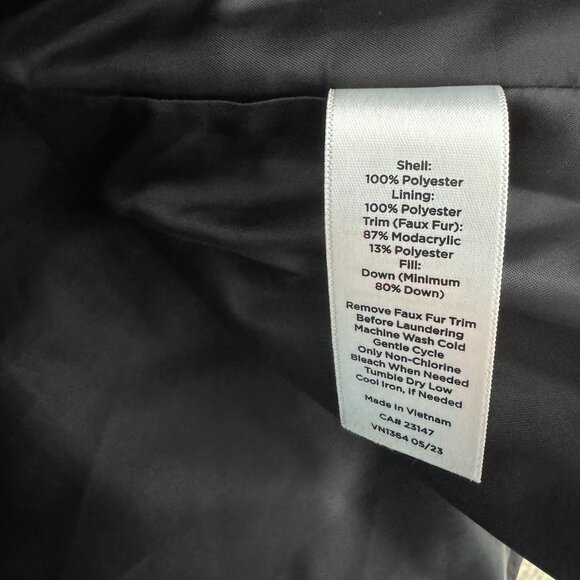 Shell:
100% Polyester
Lining:
100% Polyester
Trim (Faux Fur):
87% Modacrylic
13% Polyester
Fill:
Down (Minimum
80% Down)
Remove Faux Fur Trim
Before Laundering
Machine Wash Cold
Gentle Cycle
Only Non-Chlorine
Bleach When Needed
Tumble Dry Low
Cool Iron, if Needed
Made in Vietnam
CA# 23147
VN1364 05/23